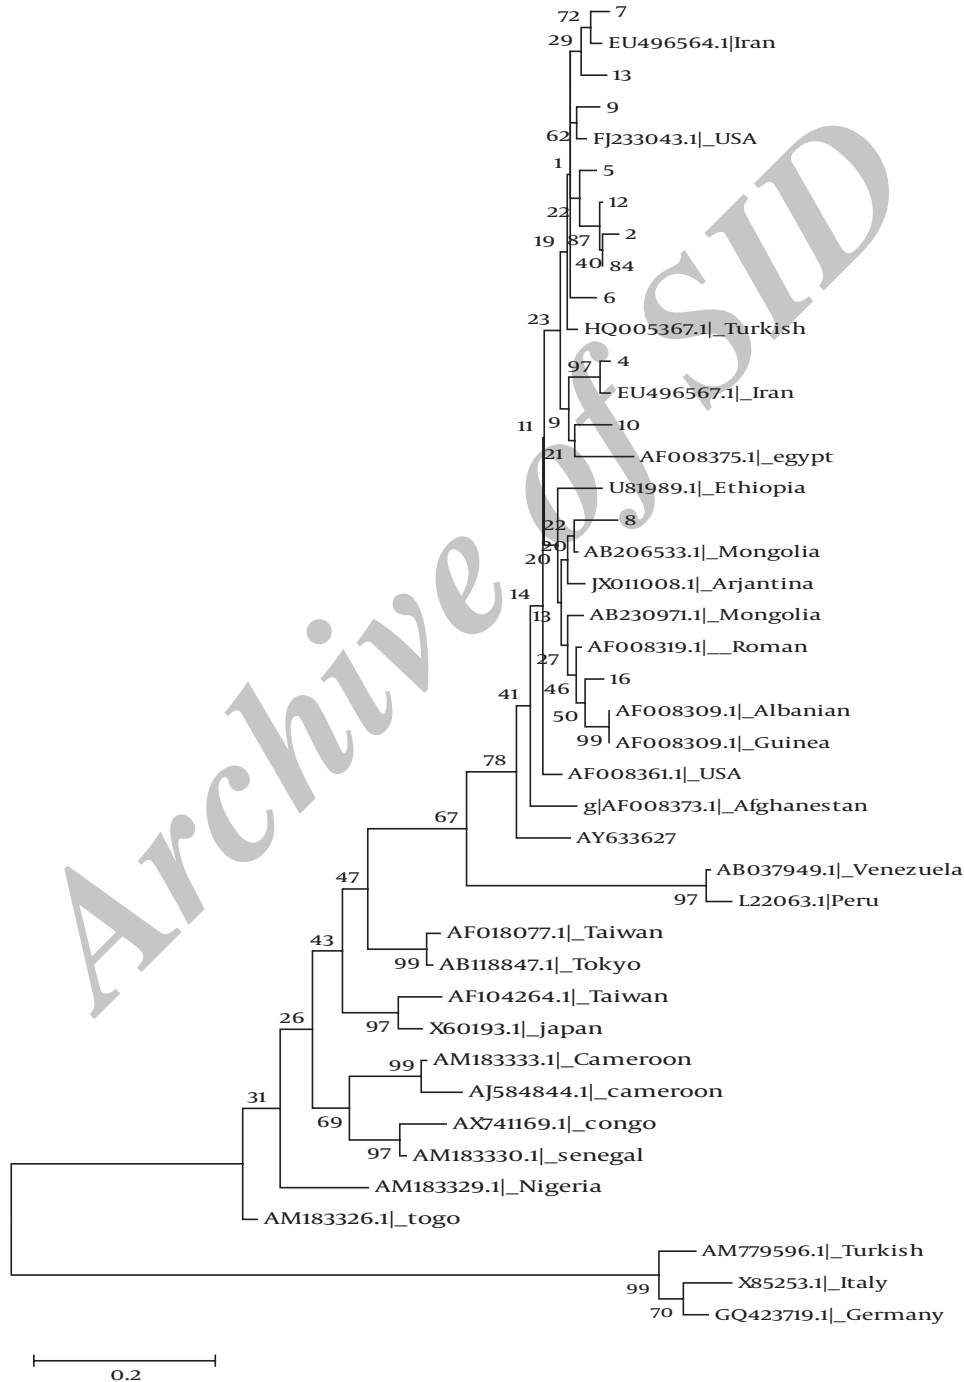 7
72
29
EU496564.1|Iran
13
9
62
FJ233043.1|_USA
1
5
22
12
19
87
2
40
84
6
23
HQ005367.1|_Turkish
97
4
EU496567.1|_Iran
11
9
10
21
AF008375.1|_egypt
U81989.1|_Ethiopia
22
8
20
AB206533.1|_Mongolia
20
JX011008.1|_Arjantina
14
13
AB230971.1|_Mongolia
AF008319.1|__Roman
27
16
46
41
AF008309.1|_Albanian
50
99
AF008309.1|_Guinea
78
AF008361.1|_USA
g|AF008373.1|_Afghanestan
67
AY633627
AB037949.1|_Venezuela
47
97
L22063.1|Peru
AF018077.1|_Taiwan
43
99
AB118847.1|_Tokyo
AF104264.1|_Taiwan
26
97
X60193.1|_japan
99
AM183333.1|_Cameroon
AJ584844.1|_cameroon
31
69
AX741169.1|_congo
97
AM183330.1|_senegal
AM183329.1|_Nigeria
AM183326.1|_togo
AM779596.1|_Turkish
99
X85253.1|_Italy
70
GQ423719.1|_Germany
0.2
Archive of SID